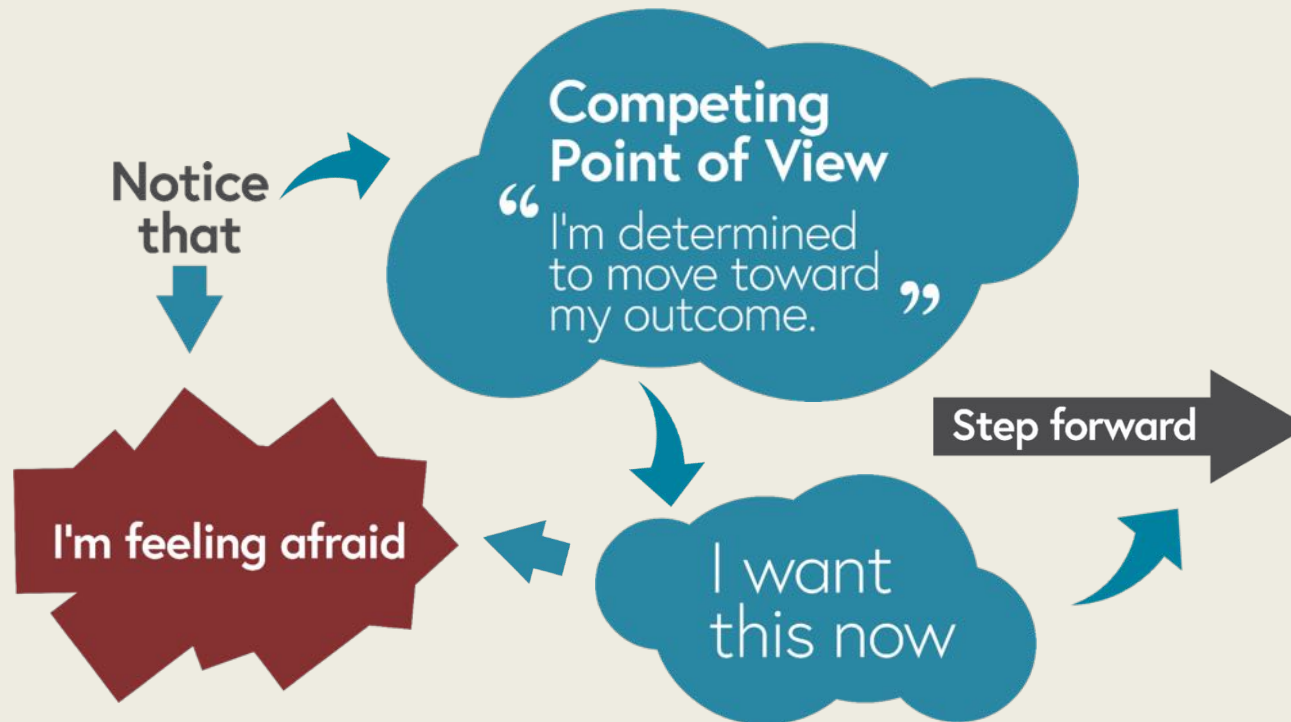 Notice
that
Competing
Point of View
“ I'm determined
to move toward
my outcome. ”
I'm feeling afraid
I want
this now
Step forward